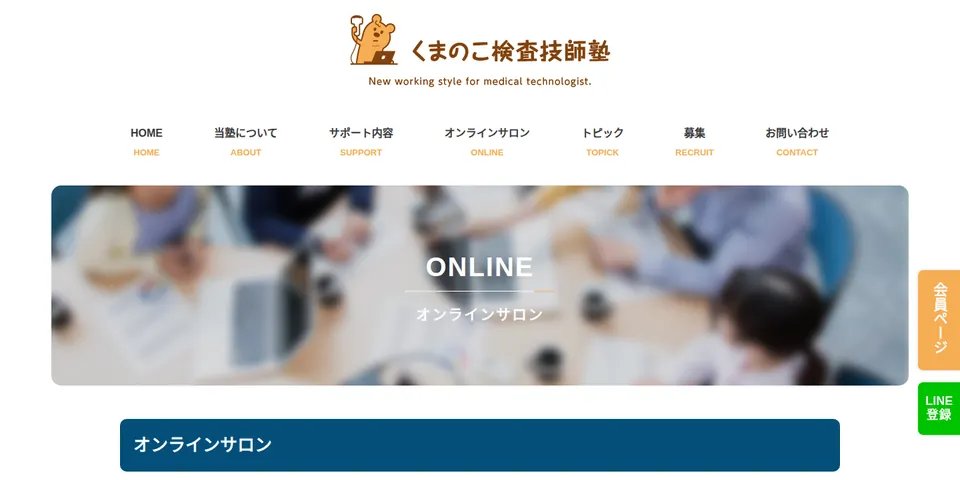 くまのこ検査技師塾
New working style for medical technologist.
HOME 当塾について サポート内容 オンラインサロン トピック 募集 お問い合わせ
HOME ABOUT SUPPORT ONLINE TOPICK RECRUIT CONTACT
ONLINE
オンラインサロン
会員ページ
LINE
登録
オンラインサロン